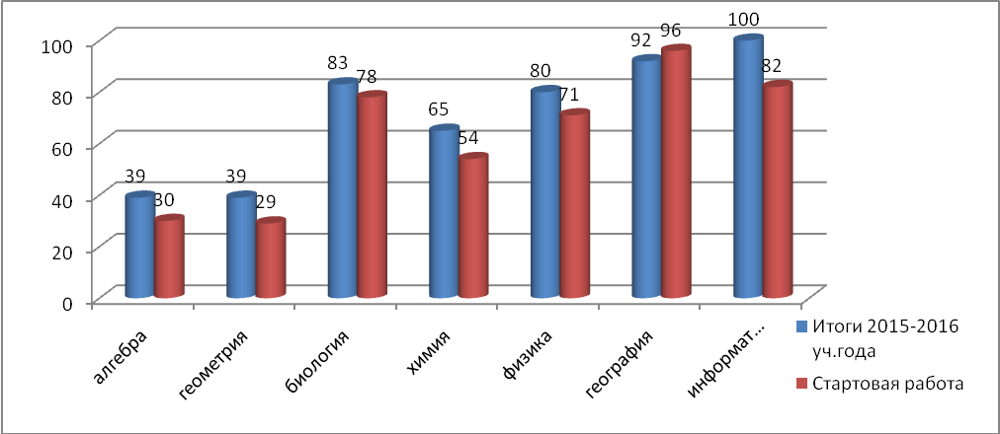 100
80
60
40
20
0
39
30
39
29
83
78
65
54
80
71
92
96
100
82
алгебра
геометрия
биология
химия
физика
география
информат...
Итоги 2015-2016
уч.года
Стартовая работа